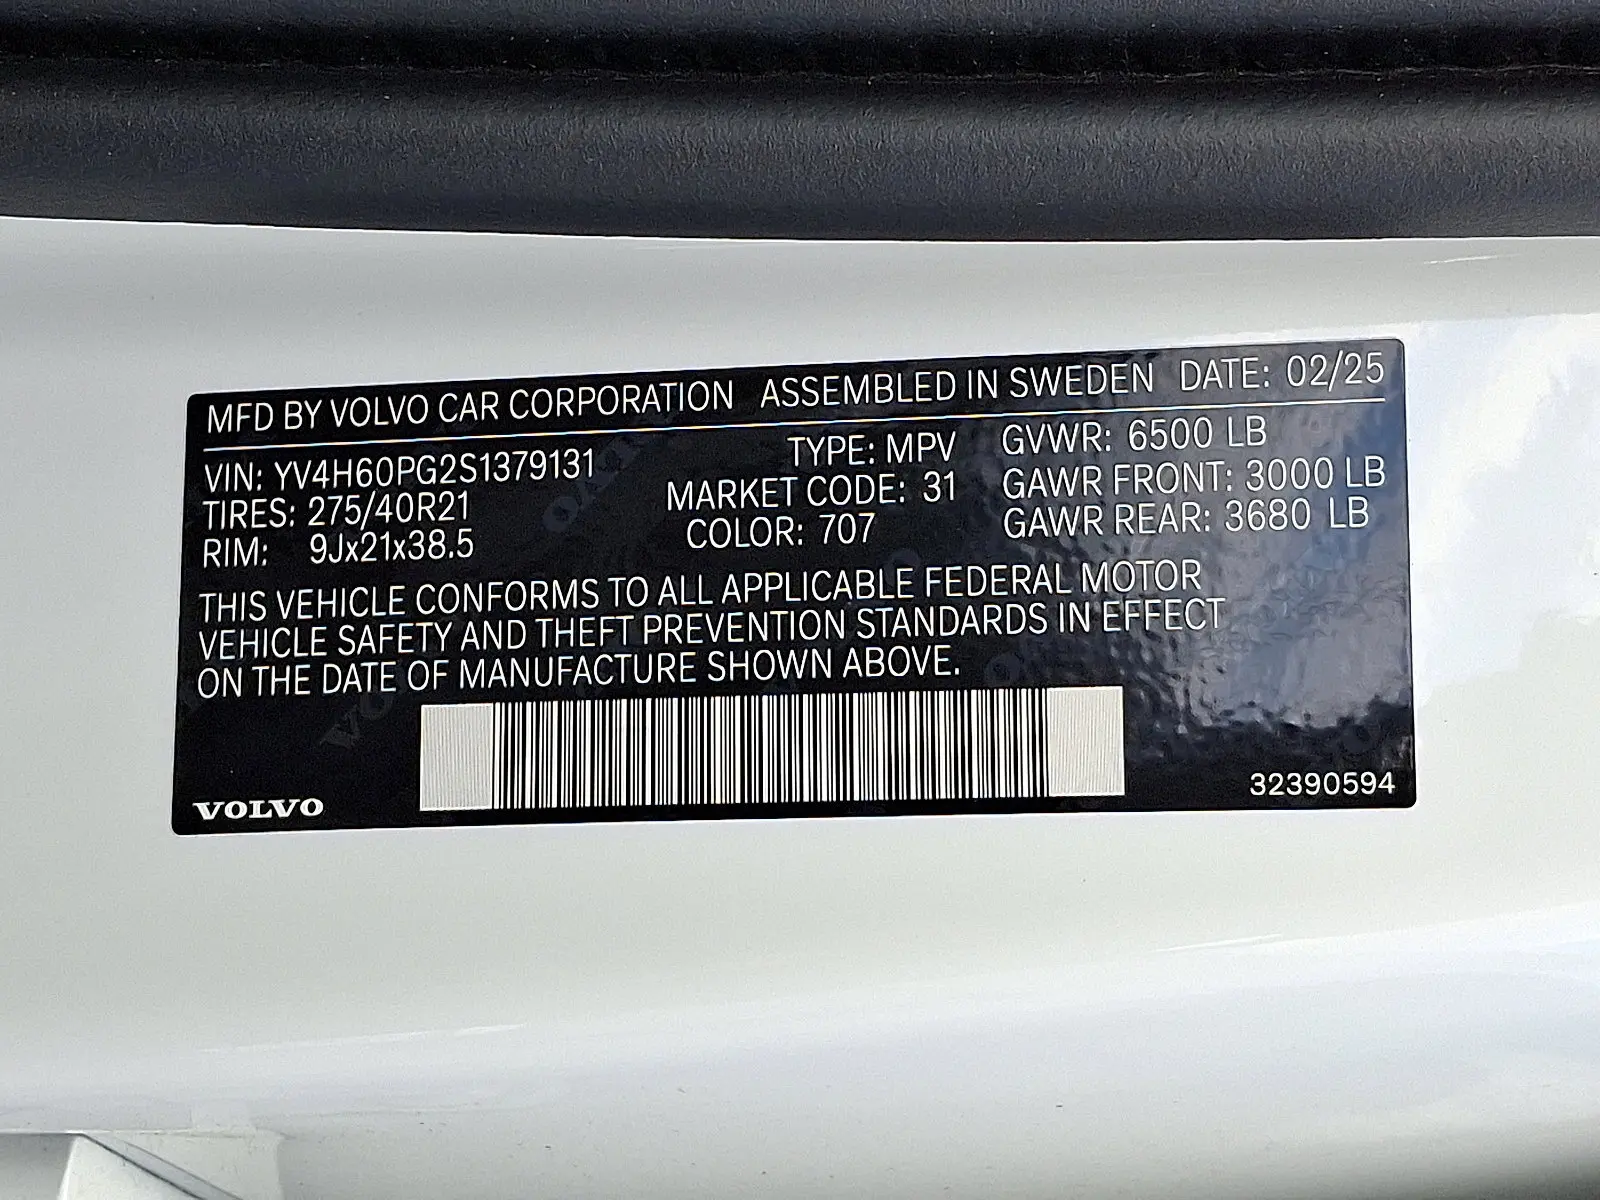 MFD BY VOLVO CAR CORPORATION ASSEMBLED IN SWEDEN DATE: 02/25
VIN: YV4H60PG2S1379131 TYPE: MPV GVWR: 6500 LB
TIRES: 275/40R21 MARKET CODE: 31 GAWR FRONT: 3000 LB
RIM: 9Jx21x38.5 COLOR: 707 GAWR REAR: 3680 LB
THIS VEHICLE CONFORMS TO ALL APPLICABLE FEDERAL MOTOR
VEHICLE SAFETY AND THEFT PREVENTION STANDARDS IN EFFECT
ON THE DATE OF MANUFACTURE SHOWN ABOVE.
VOLVO 32390594